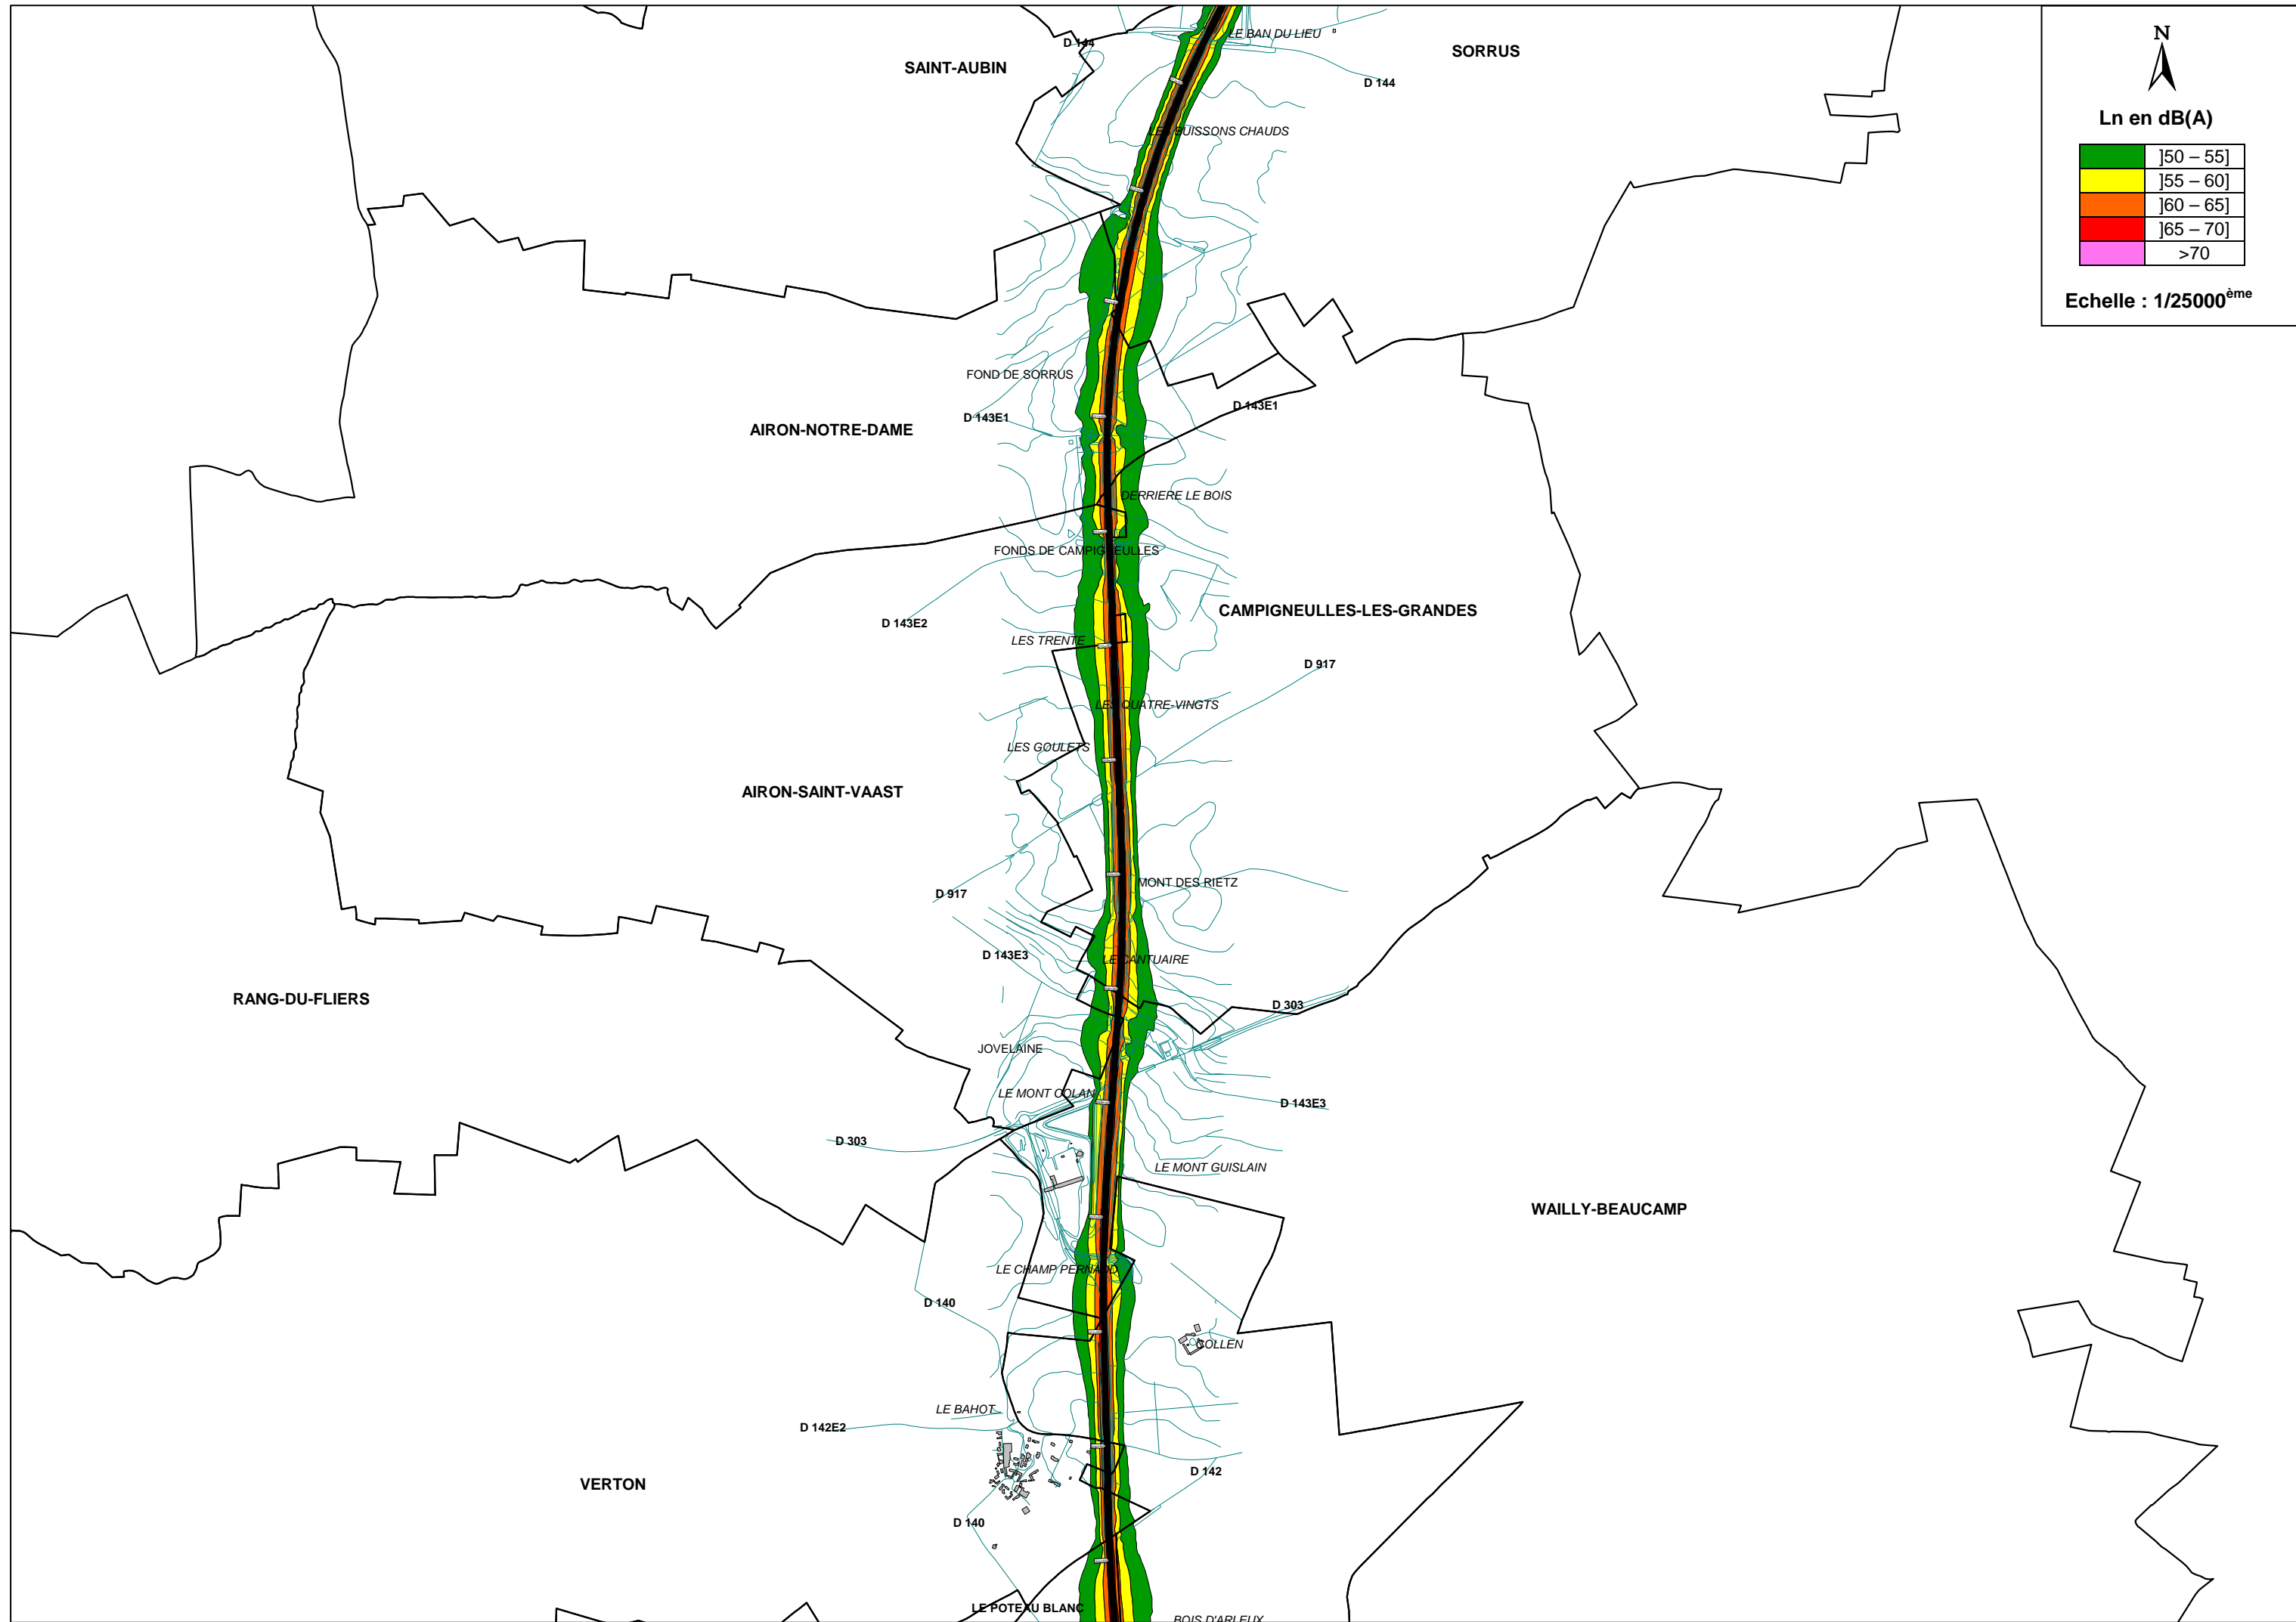 LE BAN DU LIEU
D 144
SORRUS
SAINT-AUBIN
D 144
LES BUISSONS CHAUDS
N
Ln en dB(A)
]50 – 55]
]55 – 60]
]60 – 65]
]65 – 70]
>70
Echelle : 1/25000ème
FOND DE SORRUS
D 143E1
D 143E1
AIRON-NOTRE-DAME
DERRIERE LE BOIS
FONDS DE CAMPIGNEULLES
CAMPIGNEULLES-LES-GRANDES
D 143E2
LES TRENTE
D 917
LES QUATRE-VINGTS
LES GOULETS
AIRON-SAINT-VAAST
MONT DES RIETZ
D 917
D 143E3
LE CANTUAIRE
RANG-DU-FLIERS
D 303
JOVELAINE
LE MONT COLAN
D 143E3
D 303
LE MONT GUISLAIN
WAILLY-BEAUCAMP
LE CHAMP PERNAUD
D 140
COLLEN
LE BAHOT
D 142E2
D 142
VERTON
D 140
LE POTEAU BLANC
BOIS D'ARLEUX